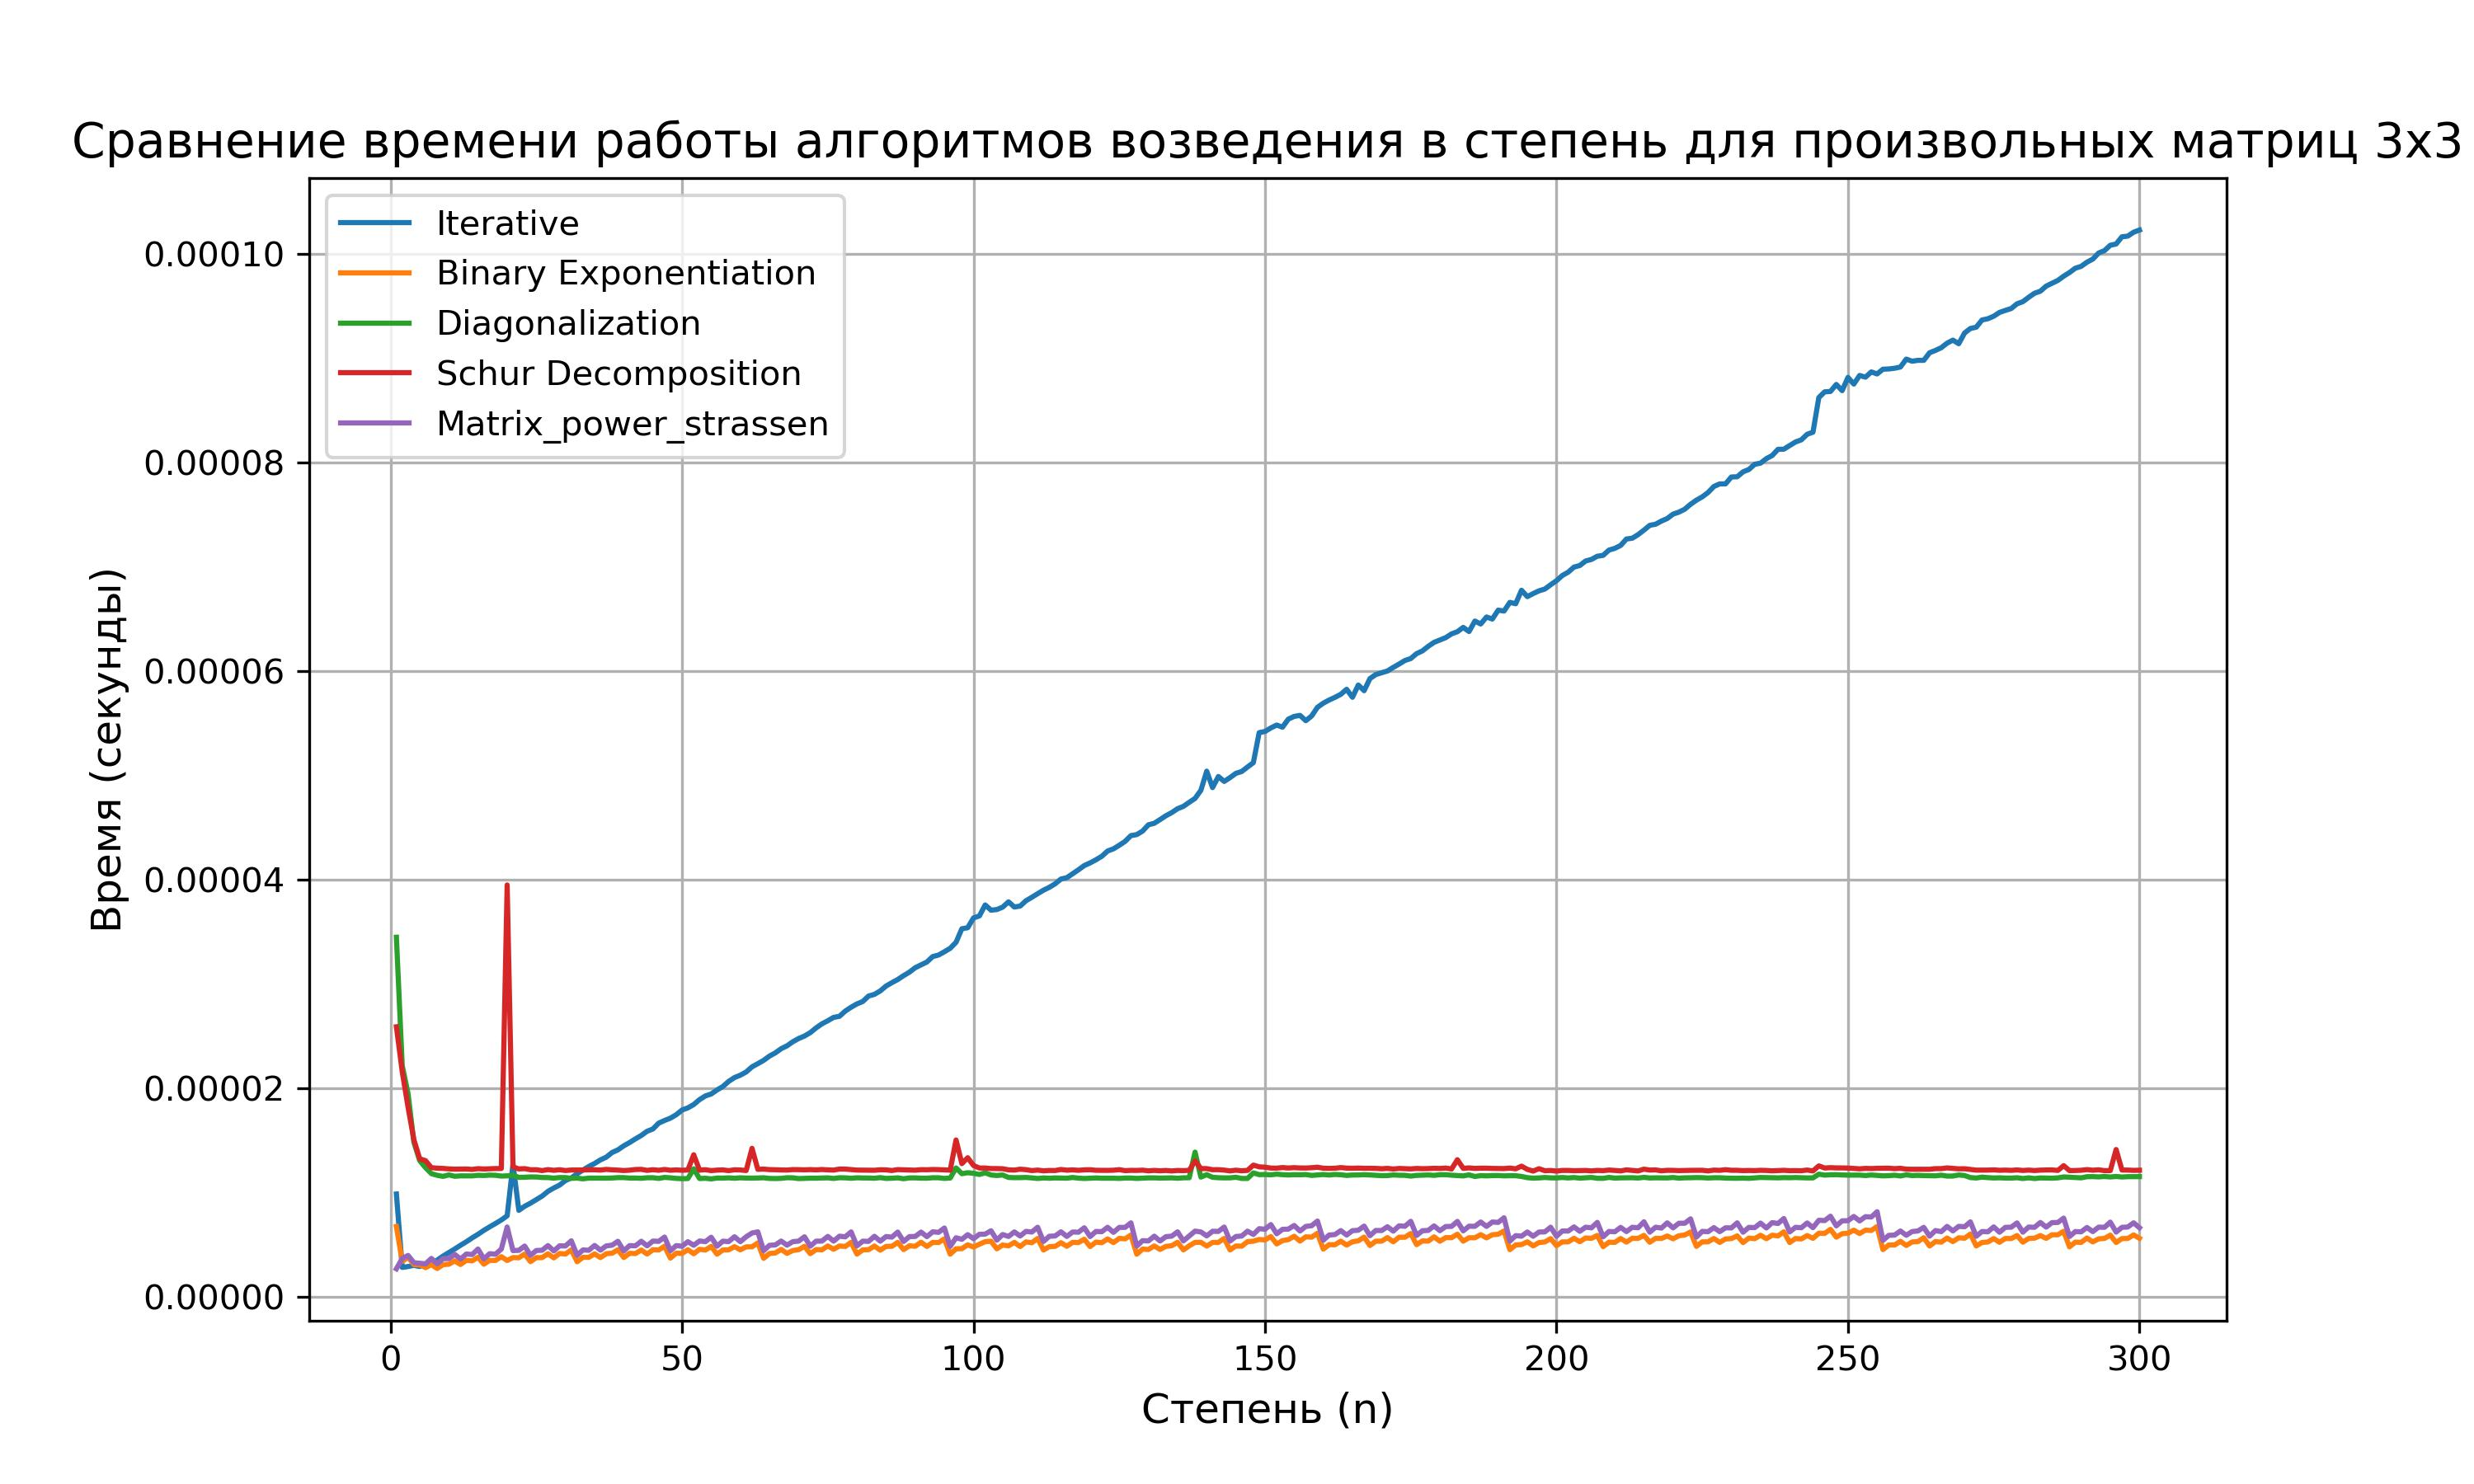 Сравнение времени работы алгоритмов возведения в степень для произвольных матриц 3x3
Iterative
Binary Exponentiation
Diagonalization
Schur Decomposition
Matrix_power_strassen
0.00010
0.00008
0.00006
0.00004
0.00002
0.00000
Время (секунды)
0 50 100 150 200 250 300
Степень (n)